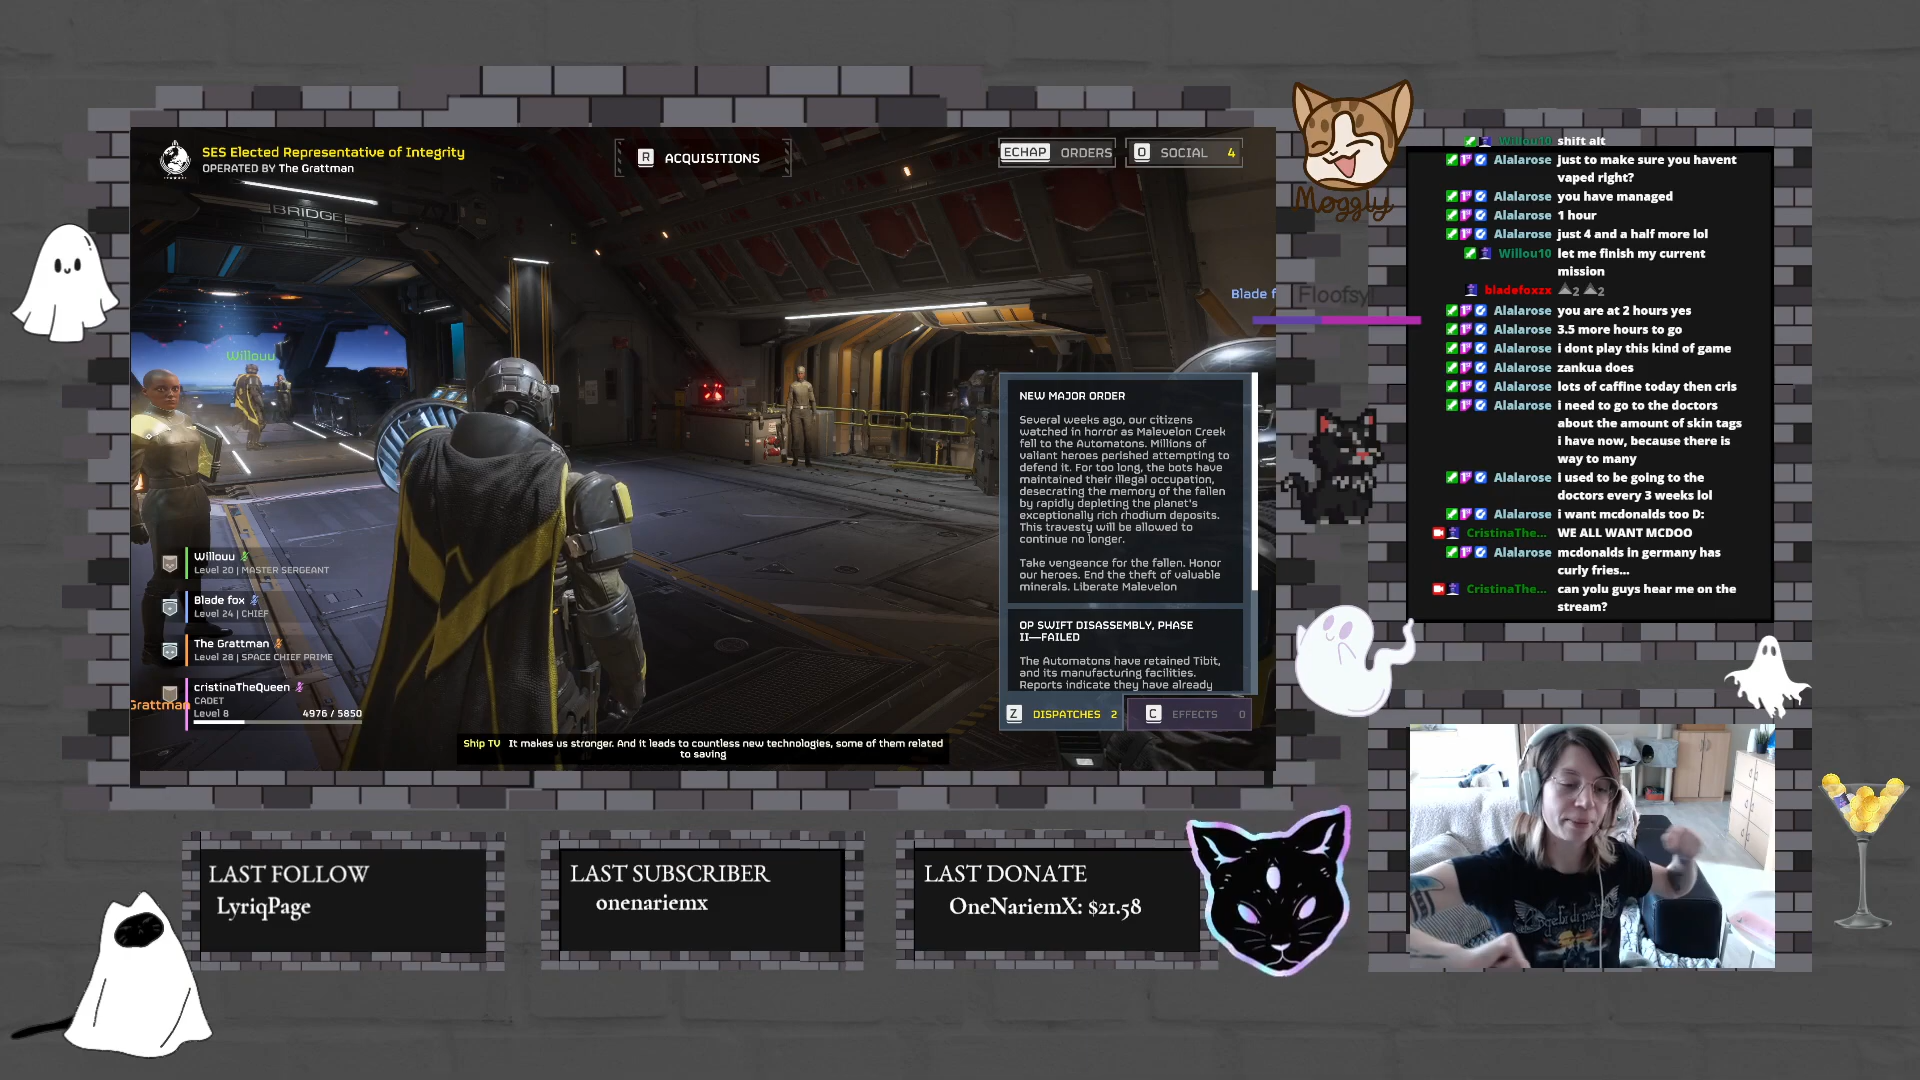 SES Elected Representative of Integrity
OPERATED BY The Grattman
R ACQUISITIONS
ECHAP ORDERS
O SOCIAL 4
BRIDGE
Blade f
Willouu
NEW MAJOR ORDER
Several weeks ago, our citizens
watched in horror as Malevelon Creek
fell to the Automatons. Millions of
valiant heroes perished attempting to
defend it. For too long, the bots have
maintained their illegal occupation,
desecrating the memory of the fallen
by rapidly depleting the planet's
exceptionally rich rhodium deposits.
This travesty will be allowed to
continue no longer.
Take vengeance for the fallen. Honor
our heroes. End the theft of valuable
minerals. Liberate Malevelon
OP SWIFT DISASSEMBLY, PHASE
II—FAILED
The Automatons have retained Tibit,
and its manufacturing facilities.
Reports indicate they have already
Z DISPATCHES 2
C EFFECTS 0
Willouu
Level 20 | MASTER SERGEANT
Blade fox
Level 24 | CHIEF
The Grattman
Level 28 | SPACE CHIEF PRIME
cristinaTheQueen
CADET
Level 8 4976 / 5850
Grattman
Ship TV It makes us stronger. And it leads to countless new technologies, some of them related
to saving
Moggly
Floofsy
Willou10 shift alt
Alalarose just to make sure you havent
vaped right?
Alalarose you have managed
Alalarose 1 hour
Alalarose just 4 and a half more lol
Willou10 let me finish my current
mission
bladefoxzx 2 2
Alalarose you are at 2 hours yes
Alalarose 3.5 more hours to go
Alalarose i dont play this kind of game
Alalarose zankua does
Alalarose lots of caffine today then cris
Alalarose i need to go to the doctors
about the amount of skin tags
i have now, because there is
way to many
Alalarose i used to be going to the
doctors every 3 weeks lol
Alalarose i want mcdonalds too D:
CristinaThe... WE ALL WANT MCDOO
Alalarose mcdonalds in germany has
curly fries...
CristinaThe... can yolu guys hear me on the
stream?
LAST FOLLOW
LyriqPage
LAST SUBSCRIBER
onenariemx
LAST DONATE
OneNariemX: $21.58